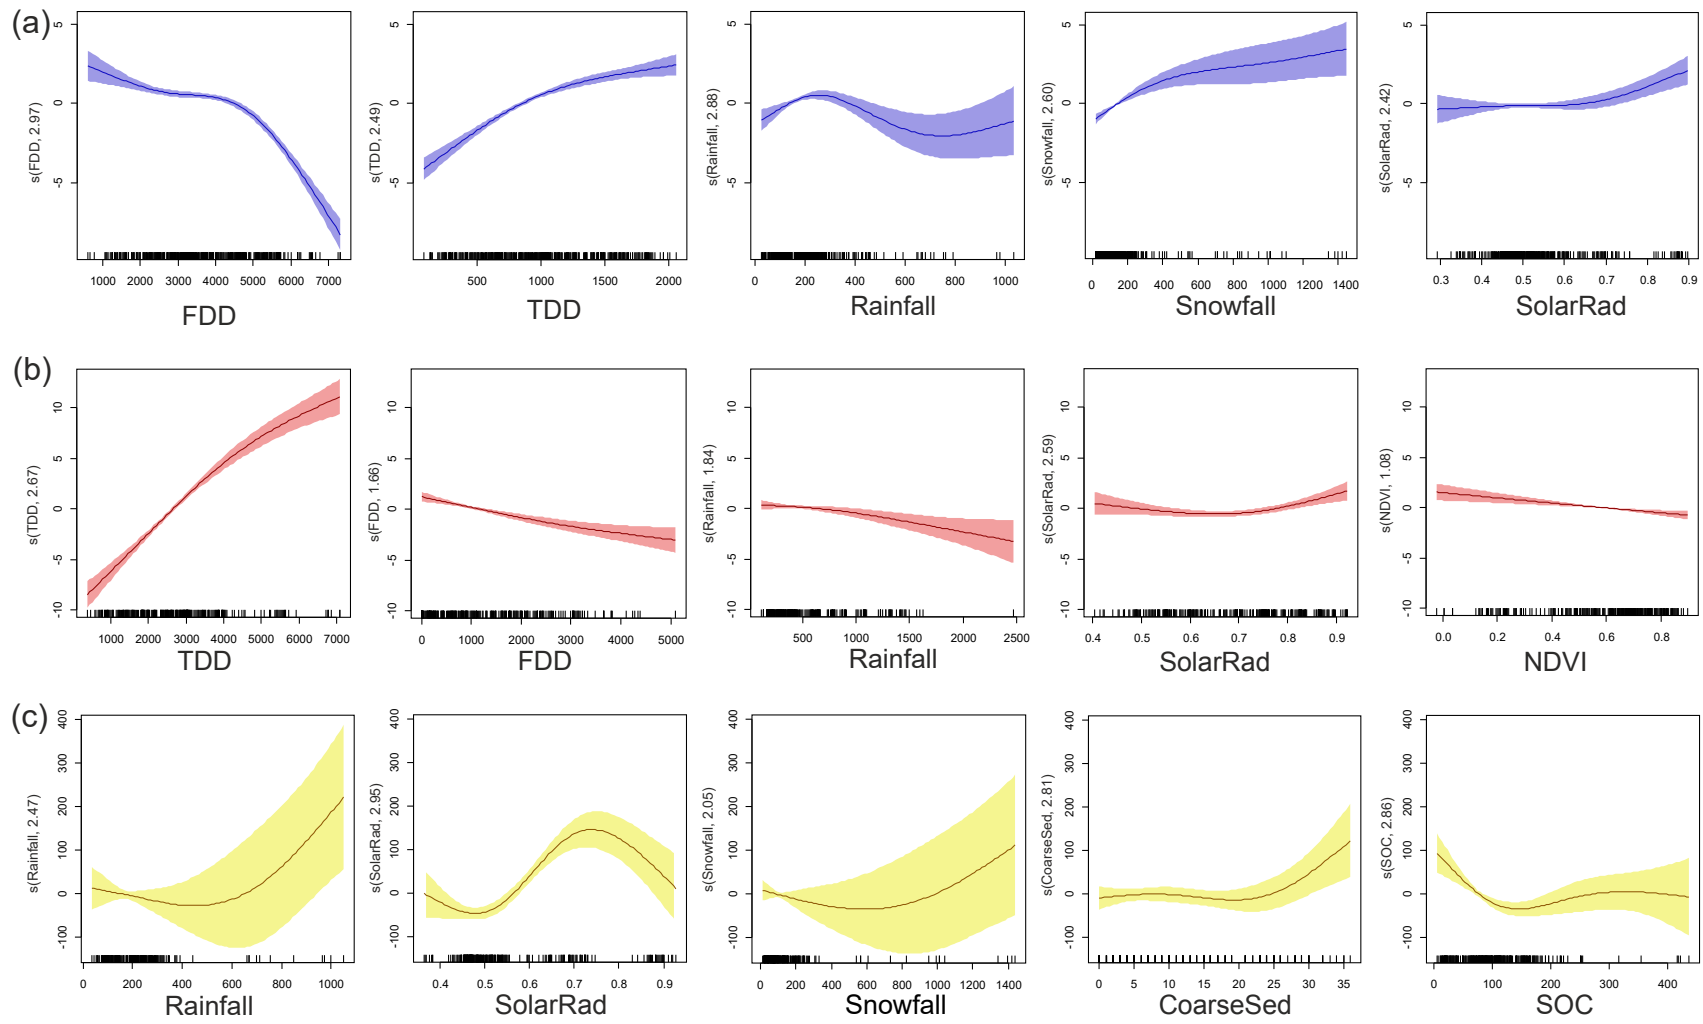 (a)
s(FDD, 2.97)
5
0
-5
1000 2000 3000 4000 5000 6000 7000
FDD
s(TDD, 2.49)
5
0
-5
500 1000 1500 2000
TDD
s(Rainfall, 2.88)
5
0
-5
0 200 400 600 800 1000
Rainfall
s(Snowfall, 2.60)
5
0
-5
0 200 400 600 800 1000 1200 1400
Snowfall
s(SolarRad, 2.42)
5
0
-5
0.3 0.4 0.5 0.6 0.7 0.8 0.9
SolarRad
(b)
s(TDD, 2.67)
10
5
0
-5
-10
1000 2000 3000 4000 5000 6000 7000
TDD
s(FDD, 1.66)
10
5
0
-5
-10
0 1000 2000 3000 4000 5000
FDD
s(Rainfall, 1.84)
10
5
0
-5
-10
500 1000 1500 2000 2500
Rainfall
s(SolarRad, 2.59)
10
5
0
-5
-10
0.4 0.5 0.6 0.7 0.8 0.9
SolarRad
s(NDVI, 1.08)
10
5
0
-5
-10
0.0 0.2 0.4 0.6 0.8
NDVI
(c)
s(Rainfall, 2.47)
400
300
200
100
0
-100
0 200 400 600 800 1000
Rainfall
s(SolarRad, 2.95)
400
300
200
100
0
-100
0.4 0.5 0.6 0.7 0.8 0.9
SolarRad
s(Snowfall, 2.05)
400
300
200
100
0
-100
0 200 400 600 800 1000 1200 1400
Snowfall
s(CoarseSed, 2.81)
400
300
200
100
0
-100
0 5 10 15 20 25 30 35
CoarseSed
s(SOC, 2.86)
400
300
200
100
0
-100
0 100 200 300 400
SOC